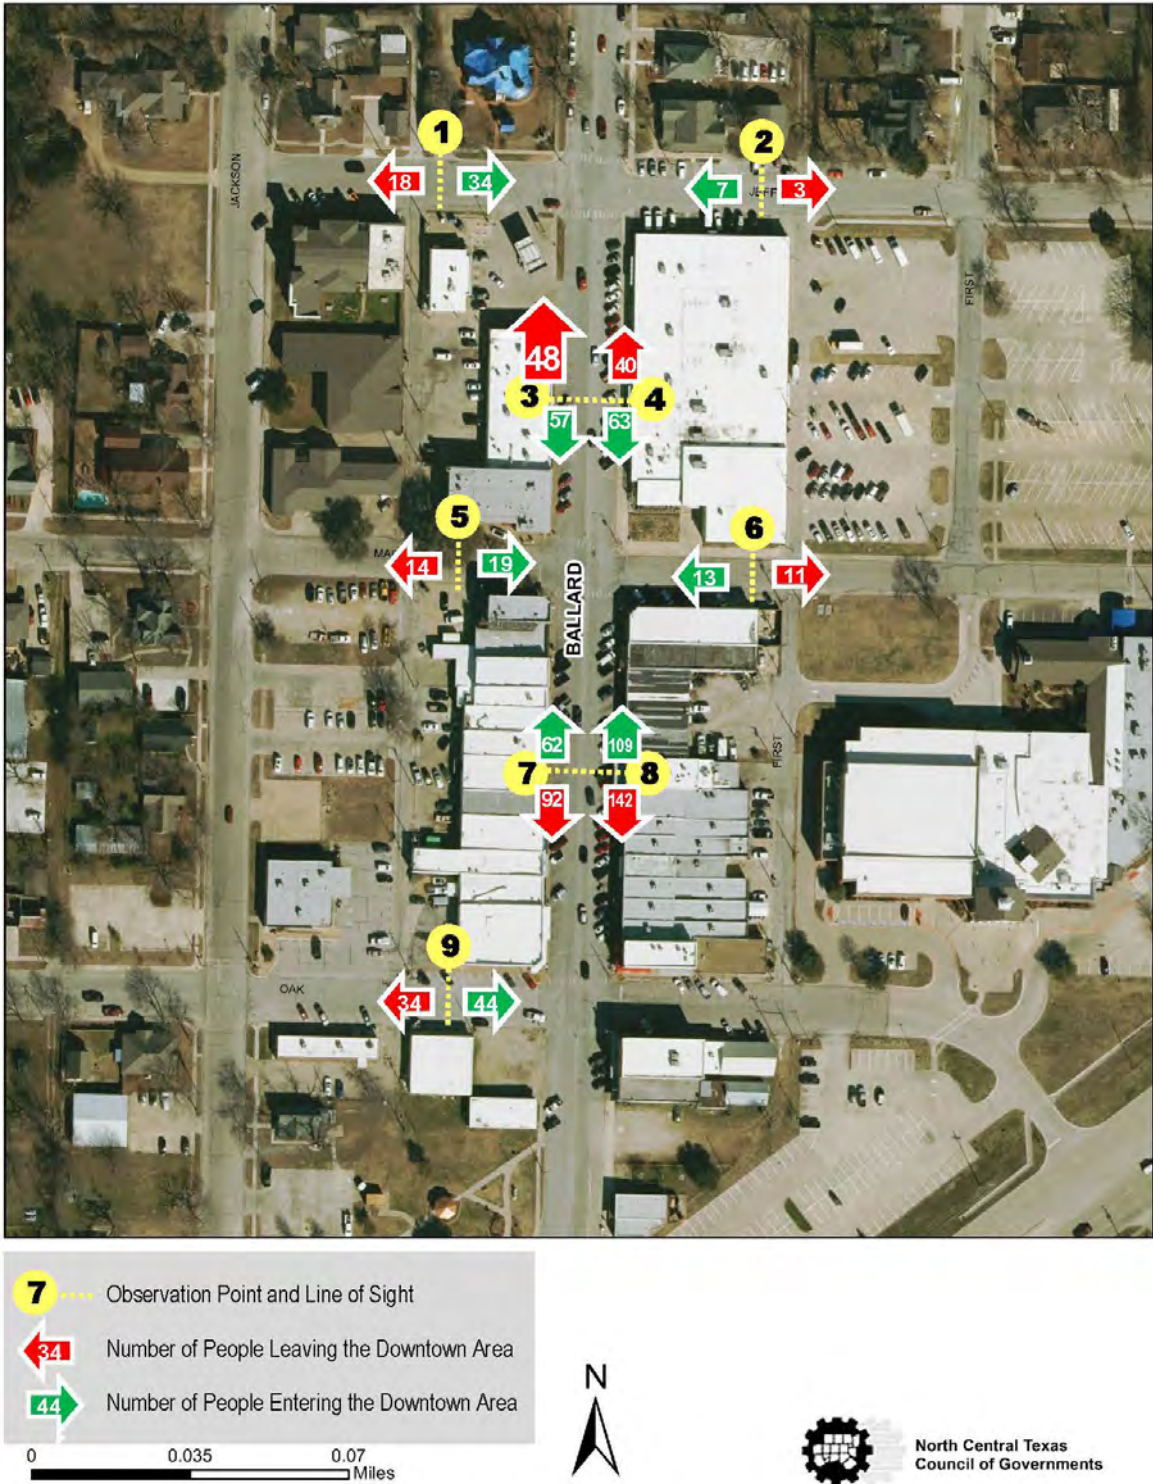 1
2
18
34
7
JEFF
3
JACKSON
FIRST
48
40
3
4
57
63
5
6
MA
14
19
13
11
BALLARD
62
109
7
8
92
142
FIRST
9
OAK
34
44
7
Observation Point and Line of Sight
34
Number of People Leaving the Downtown Area
44
Number of People Entering the Downtown Area
0
0.035
0.07
Miles
N
North Central Texas
Council of Governments